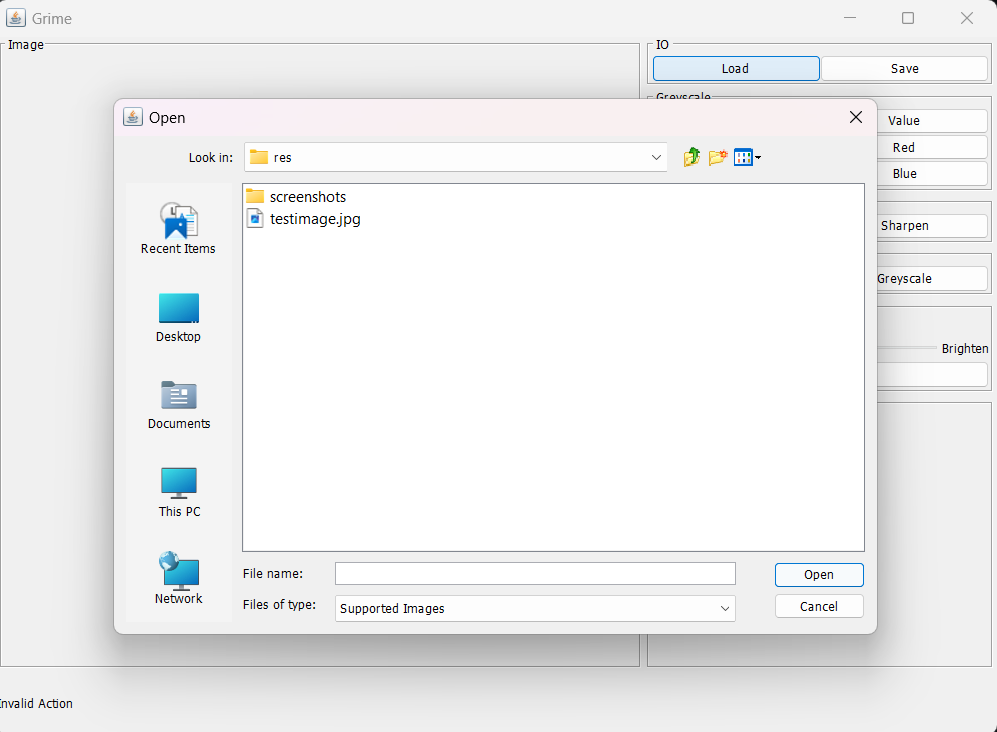 Grime
Image
IO
Load
Save
Greyscale
Value
Red
Blue
Sharpen
Greyscale
Brighten
Open
Look in:
res
screenshots
testimage.jpg
Recent Items
Desktop
Documents
This PC
Network
File name:
Open
Files of type:
Supported Images
Cancel
Invalid Action